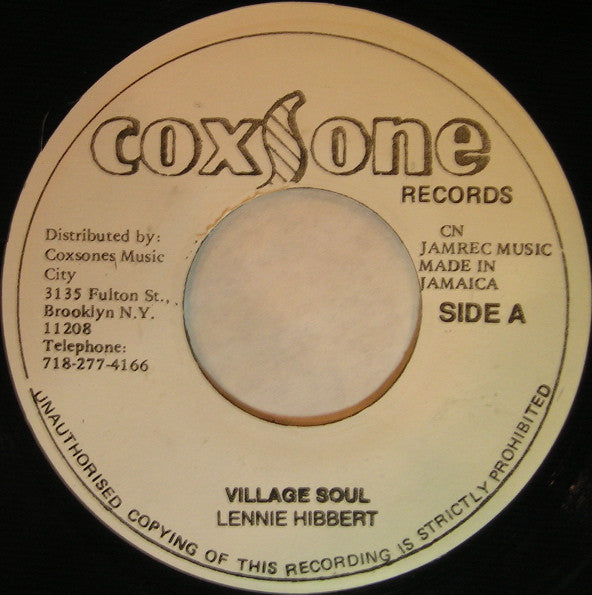 coxsone
RECORDS
Distributed by:
Coxsones Music
City
3135 Fulton St.,
Brooklyn N.Y.
11208
Telephone:
718-277-4166
CN
JAMREC MUSIC
MADE IN
JAMAICA
SIDE A
VILLAGE SOUL
LENNIE HIBBERT
UNAUTHORISED COPYING OF THIS RECORDING IS STRICTLY PROHIBITED